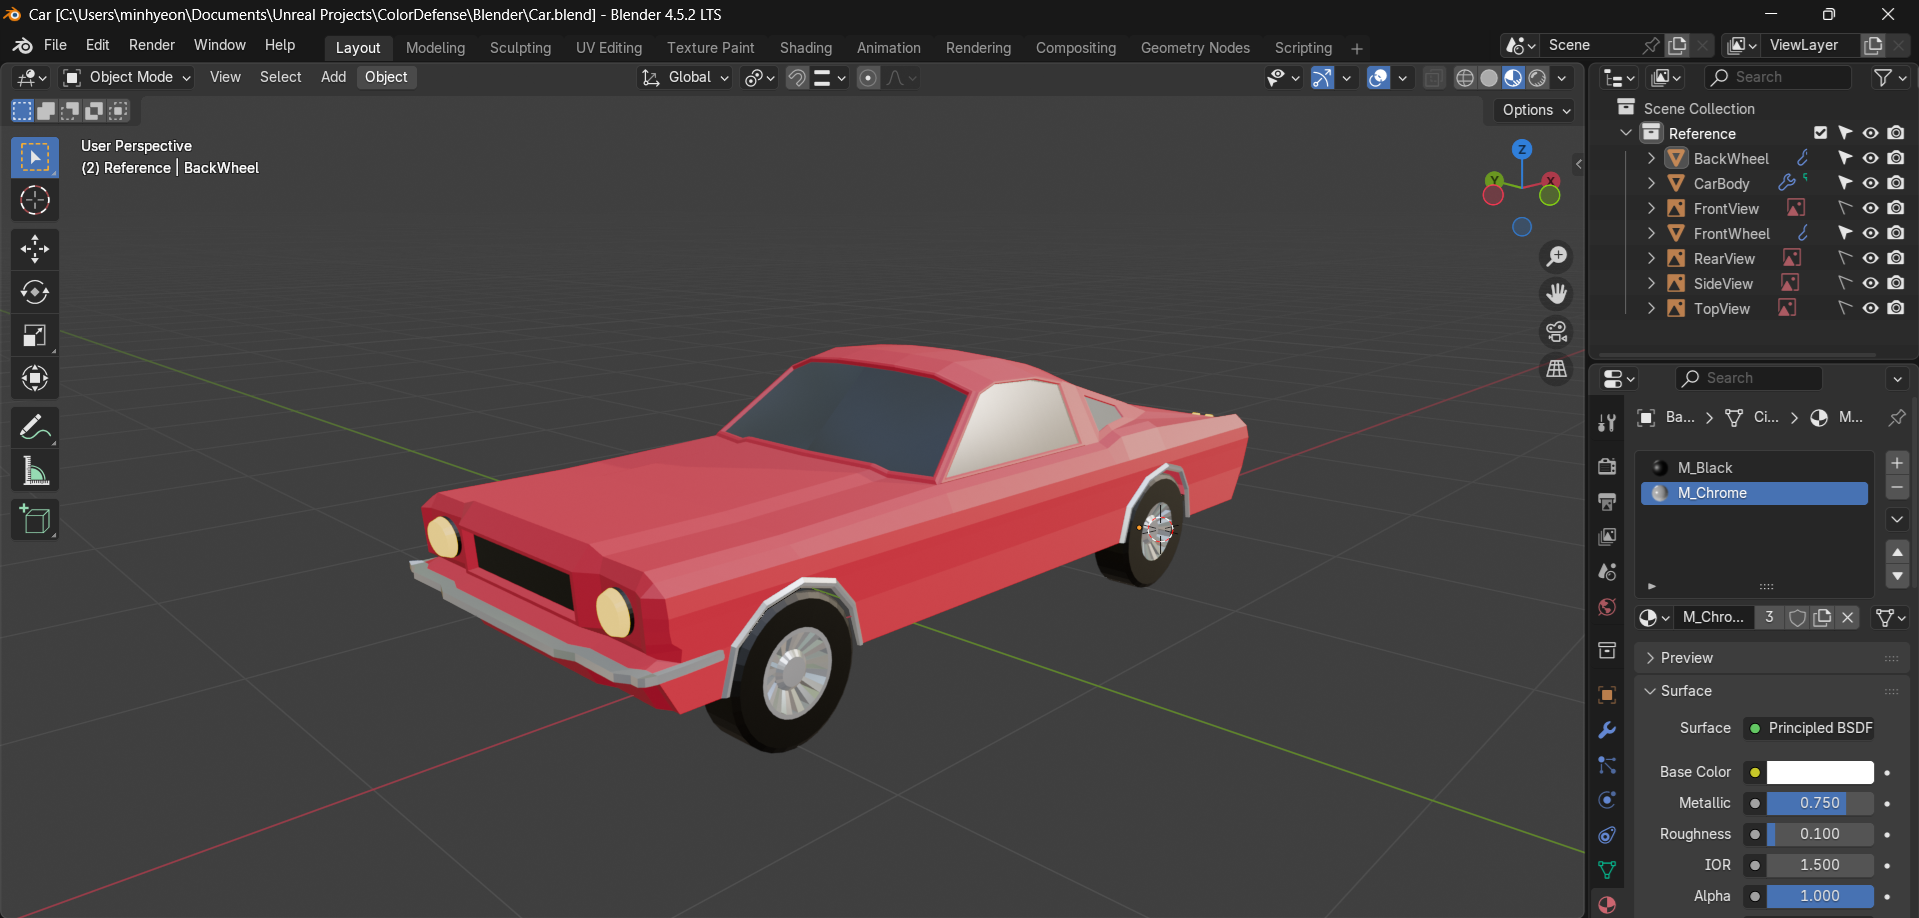 Car [C:\Users\minhyeon\Documents\Unreal Projects\ColorDefense\Blender\Car.blend] - Blender 4.5.2 LTS
File Edit Render Window Help Layout Modeling Sculpting UV Editing Texture Paint Shading Animation Rendering Compositing Geometry Nodes Scripting + Scene ViewLayer
Object Mode View Select Add Object Global Search
Options
User Perspective
(2) Reference | BackWheel
Z
Y
X
Scene Collection
Reference
BackWheel
CarBody
FrontView
FrontWheel
RearView
SideView
TopView
Search
Ba... > Ci... > M...
M_Black
M_Chrome
M_Chro... 3
Preview
Surface
Surface Principled BSDF
Base Color
Metallic 0.750
Roughness 0.100
IOR 1.500
Alpha 1.000